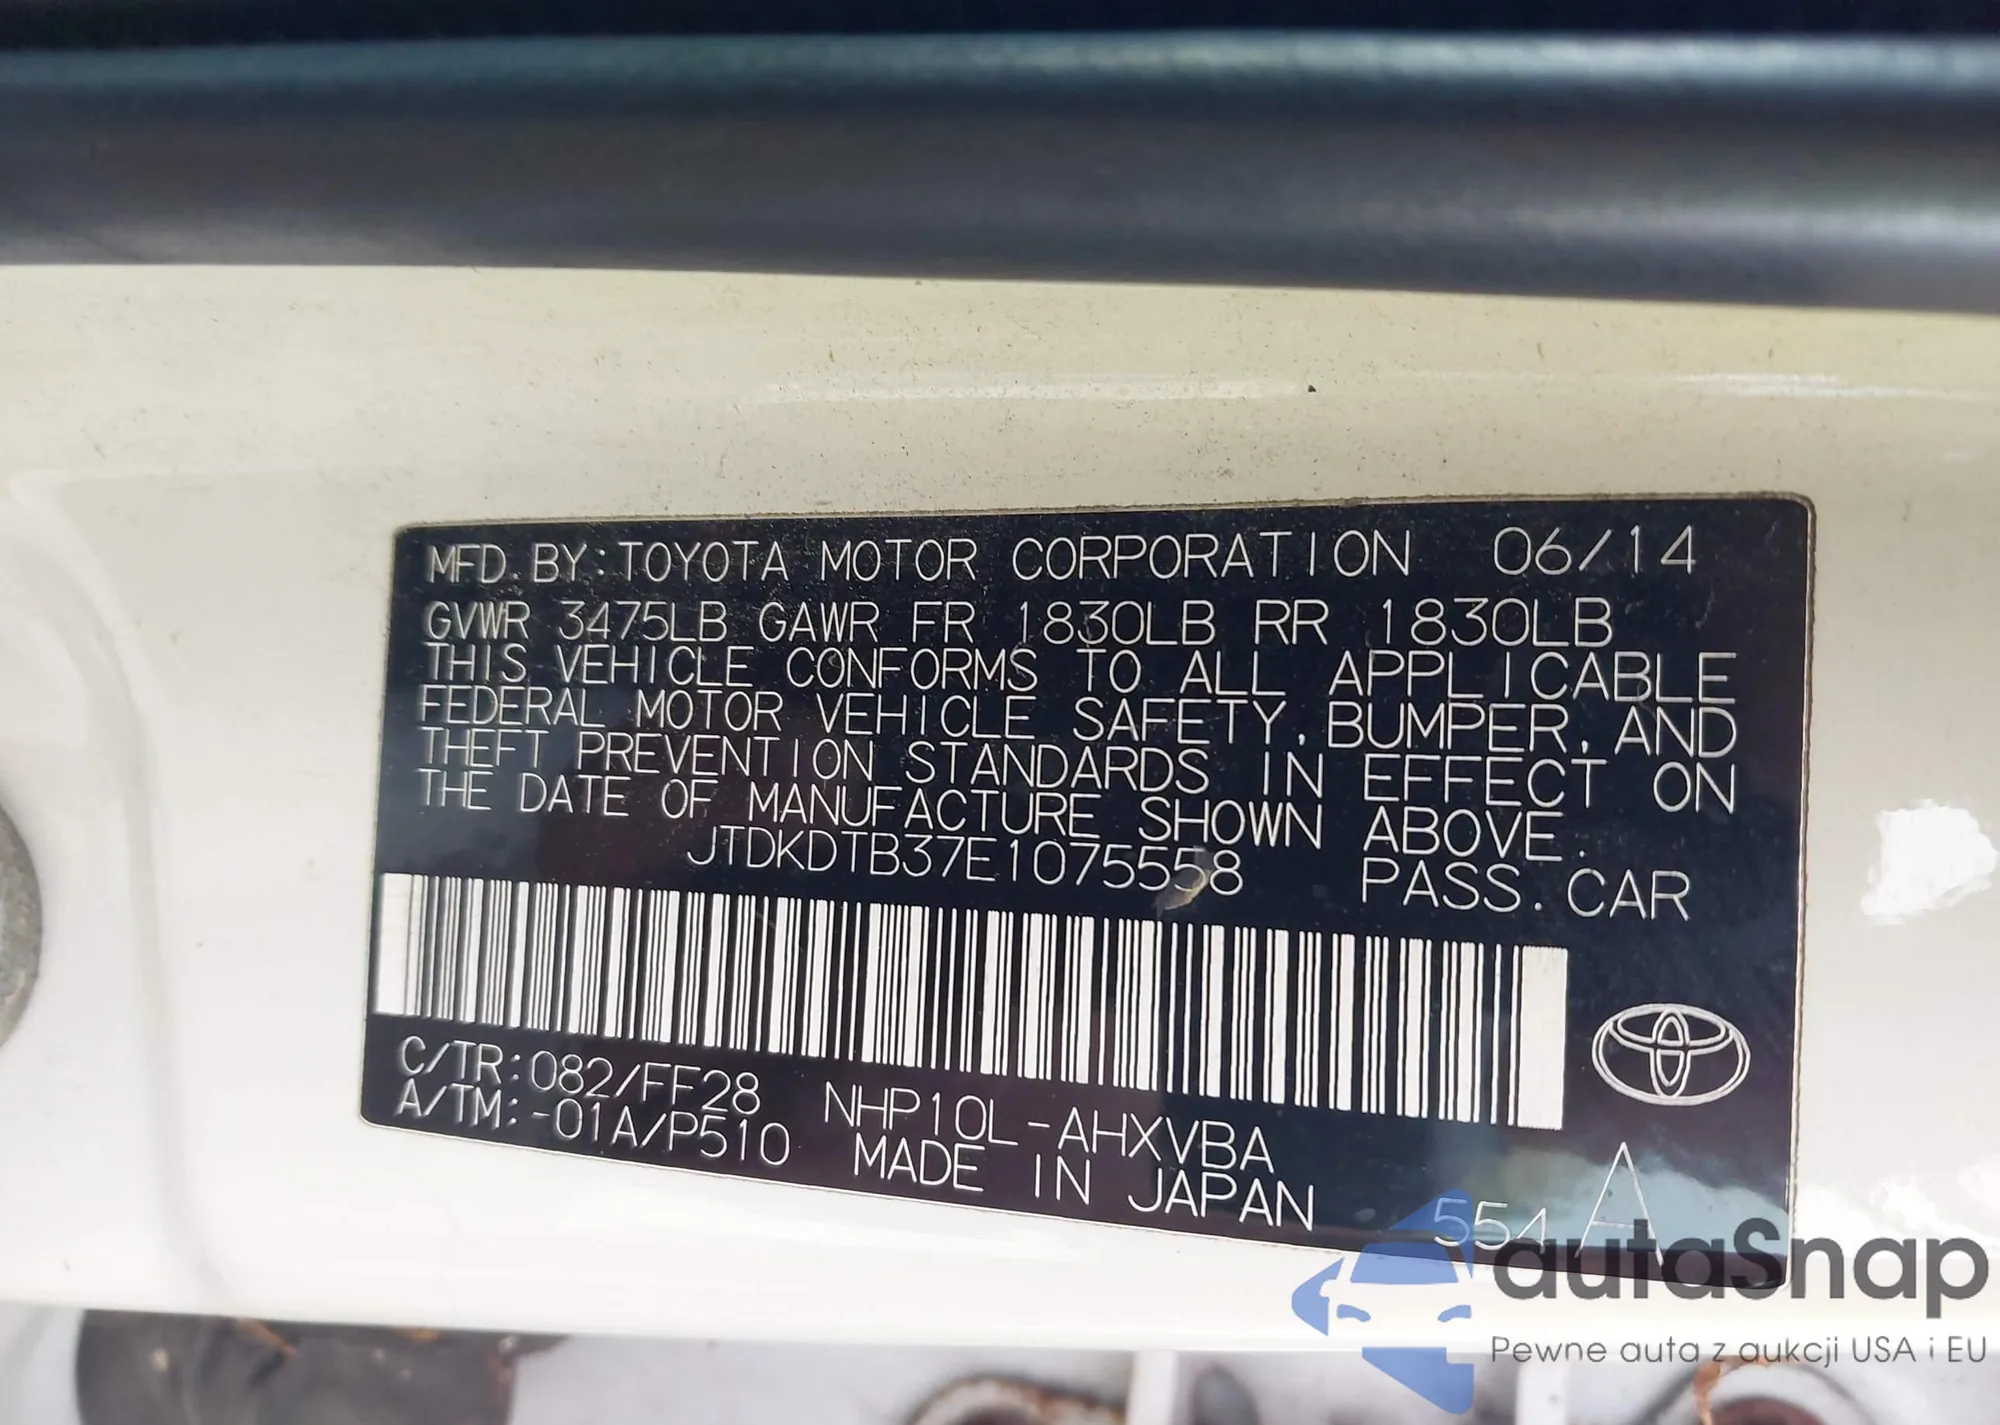 MFD. BY: TOYOTA MOTOR CORPORATION 06/14
GVWR 3475LB GAWR FR 1830LB RR 1830LB
THIS VEHICLE CONFORMS TO ALL APPLICABLE
FEDERAL MOTOR VEHICLE SAFETY, BUMPER, AND
THEFT PREVENTION STANDARDS IN EFFECT ON
THE DATE OF MANUFACTURE SHOWN ABOVE.
JTDKDTB37E1075558 PASS. CAR
C/TR: 082/FF28 NHP10L-AHXVBA
A/TM: -01A/P510 MADE IN JAPAN
554 A
autaSnap
Pewne auta z aukcji USA i EU